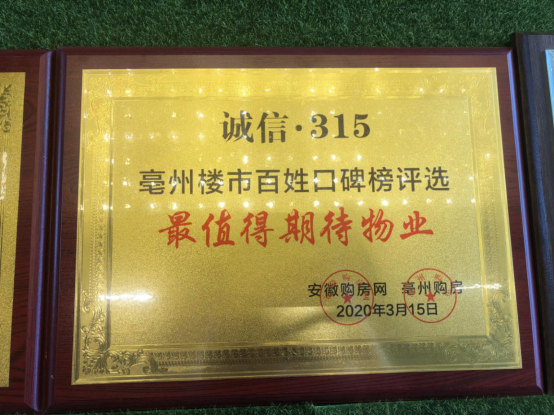 诚信·315
亳州楼市百姓口碑榜评选
最值得期待物业
安徽购房网 亳州购房
2020年3月15日